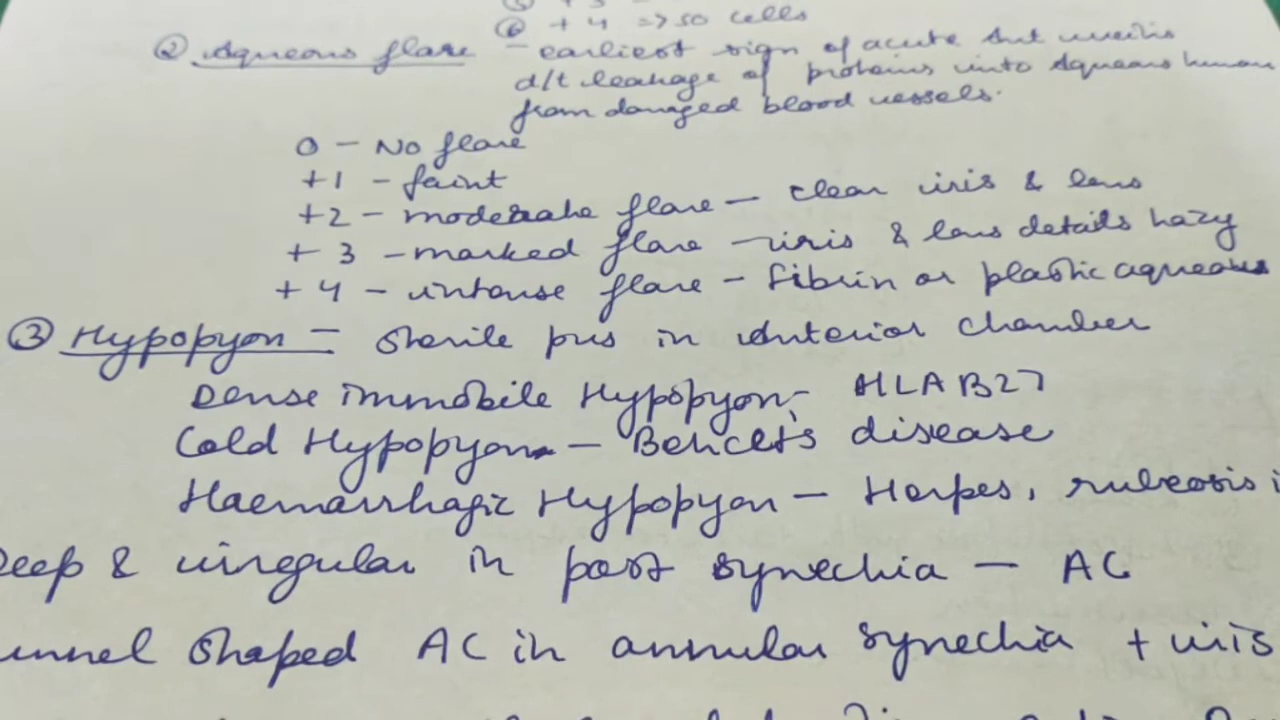 ⑥ +4 => 50 cells
② Aqueous flare – earliest sign of acute ant uveitis
d/t leakage of proteins into Aqueous humor
from damaged blood vessels.
0 – No flare
+1 – faint
+2 – moderate flare – clear iris & lens
+3 – marked flare – iris & lens details hazy
+4 – intense flare – fibrin or plastic aqueous
③ Hypopyon – Sterile pus in Anterior chamber
Dense immobile Hypopyon – HLA B27
Cold Hypopyon – Behcets disease
Haemorrhagic Hypopyon – Herpes, rubeosis i
Deep & irregular in post synechia – AC
unnel shaped AC in annular synechia + iris